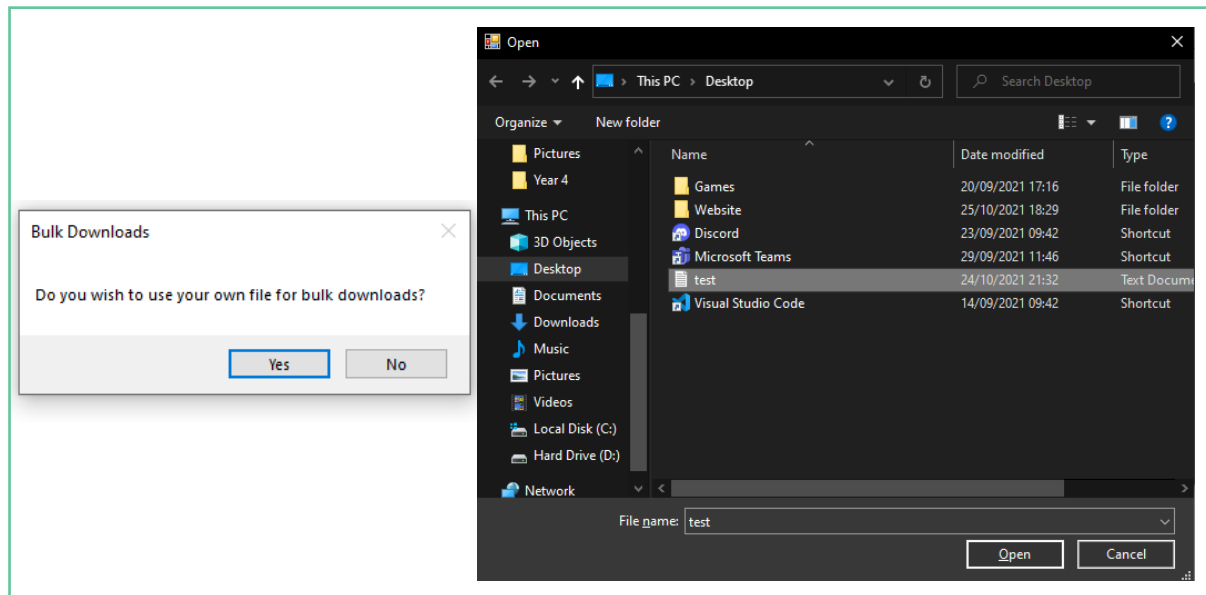 Bulk Downloads
Do you wish to use your own file for bulk downloads?
Yes No
Open
This PC > Desktop
Search Desktop
Organize New folder
Pictures
Year 4
This PC
3D Objects
Desktop
Documents
Downloads
Music
Pictures
Videos
Local Disk (C:)
Hard Drive (D:)
Network
Name Date modified Type
Games 20/09/2021 17:16 File folder
Website 25/10/2021 18:29 File folder
Discord 23/09/2021 09:42 Shortcut
Microsoft Teams 29/09/2021 11:46 Shortcut
test 24/10/2021 21:32 Text Docume
Visual Studio Code 14/09/2021 09:42 Shortcut
File name: test
Open Cancel